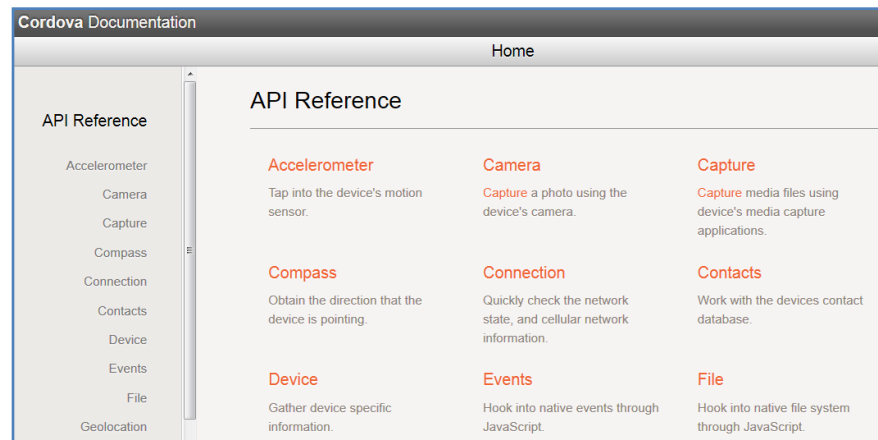 Cordova Documentation
Home
API Reference
Accelerometer
Camera
Capture
Compass
Connection
Contacts
Device
Events
File
Geolocation
API Reference
Accelerometer
Tap into the device's motion
sensor.
Camera
Capture a photo using the
device's camera.
Capture
Capture media files using
device's media capture
applications.
Compass
Obtain the direction that the
device is pointing.
Connection
Quickly check the network
state, and cellular network
information.
Contacts
Work with the devices contact
database.
Device
Gather device specific
information.
Events
Hook into native events through
JavaScript.
File
Hook into native file system
through JavaScript.